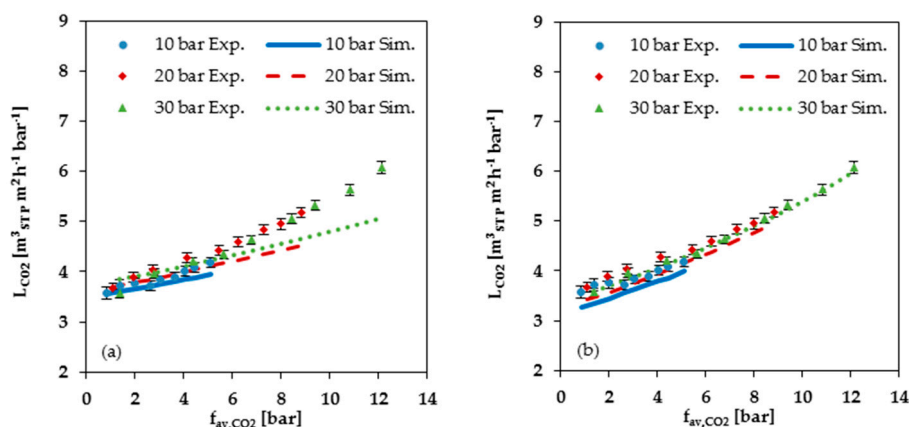 9
8
7
6
5
4
3
2
L_CO2 [m³_STP m⁻²h⁻¹ bar⁻¹]
10 bar Exp. 10 bar Sim.
20 bar Exp. 20 bar Sim.
30 bar Exp. 30 bar Sim.
(a)
0 2 4 6 8 10 12 14
f_av,CO2 [bar]
9
8
7
6
5
4
3
2
L_CO2 [m³_STP m⁻²h⁻¹ bar⁻¹]
10 bar Exp. 10 bar Sim.
20 bar Exp. 20 bar Sim.
30 bar Exp. 30 bar Sim.
(b)
0 2 4 6 8 10 12 14
f_av,CO2 [bar]